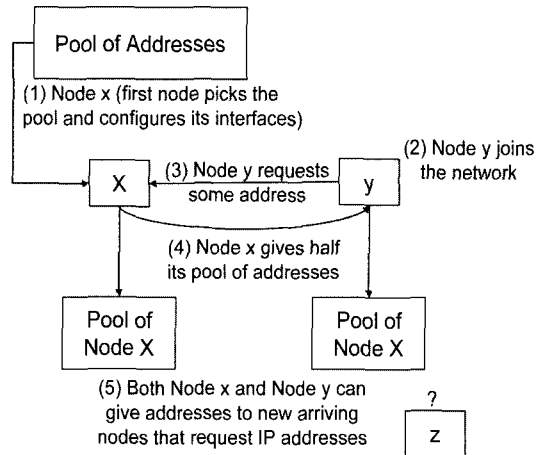 Pool of Addresses
(1) Node x (first node picks the
pool and configures its interfaces)
(2) Node y joins
the network
X
(3) Node y requests
some address
y
(4) Node x gives half
its pool of addresses
Pool of
Node X
Pool of
Node X
(5) Both Node x and Node y can
give addresses to new arriving
nodes that request IP addresses
?
z